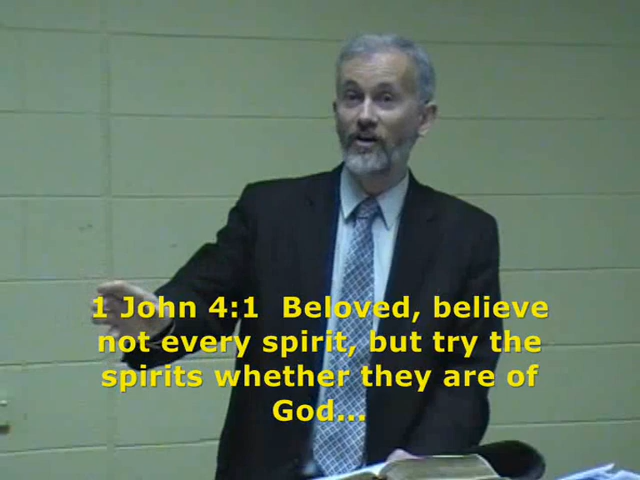 1 John 4:1  Beloved, believe
not every spirit, but try the
spirits whether they are of
God...